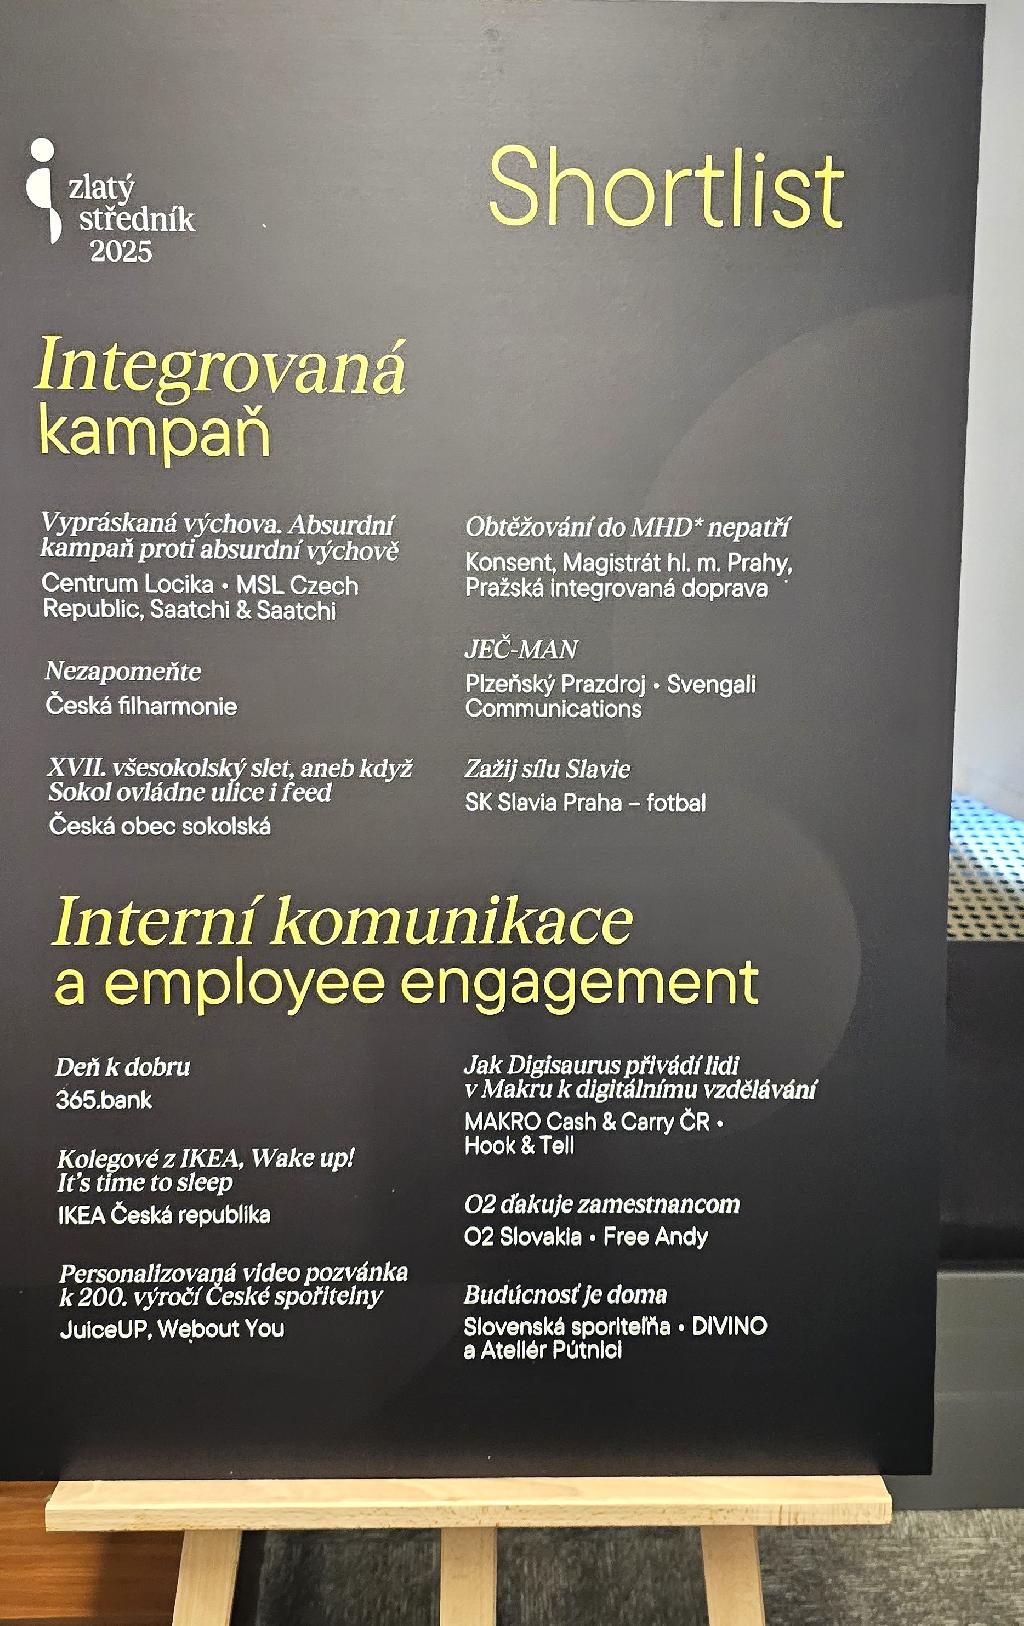 zlatý
středník
2025
Shortlist
Integrovaná
kampaň
Vypráskaná výchova. Absurdní
kampaň proti absurdní výchově
Centrum Locika • MSL Czech
Republic, Saatchi & Saatchi
Nezapomeňte
Česká filharmonie
XVII. všesokolský slet, aneb když
Sokol ovládne ulice i feed
Česká obec sokolská
Obtěžování do MHD* nepatří
Konsent, Magistrát hl. m. Prahy,
Pražská integrovaná doprava
JEČ-MAN
Plzeňský Prazdroj • Svengali
Communications
Zažij sílu Slavie
SK Slavia Praha – fotbal
Interní komunikace
a employee engagement
Deň k dobru
365.bank
Kolegové z IKEA, Wake up!
It's time to sleep
IKEA Česká republika
Personalizovaná video pozvánka
k 200. výročí České spořitelny
JuiceUP, Webout You
Jak Digisaurus přivádí lidi
v Makru k digitálnímu vzdělávání
MAKRO Cash & Carry ČR •
Hook & Tell
O2 ďakuje zamestnancom
O2 Slovakia • Free Andy
Budúcnosť je doma
Slovenská sporiteľňa • DIVINO
a Ateliér Pútnici